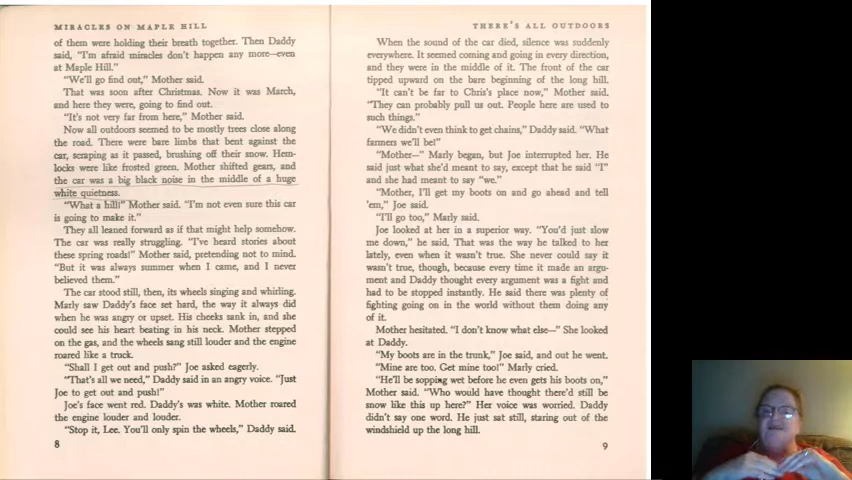 MIRACLES ON MAPLE HILL
of them were holding their breath together. Then Daddy
said, "I'm afraid miracles don't happen any more—even
at Maple Hill."
"We'll go find out," Mother said.
That was soon after Christmas. Now it was March,
and here they were, going to find out.
"It's not very far from here," Mother said.
Now all outdoors seemed to be mostly trees close along
the road. There were bare limbs that bent against the
car, scraping as it passed, brushing off their snow. Hem-
locks were like frosted green. Mother shifted gears, and
the car was a big black noise in the middle of a huge
white quietness.
"What a hill!" Mother said. "I'm not even sure this car
is going to make it."
They all leaned forward as if that might help somehow.
The car was really struggling. "I've heard stories about
these spring roads!" Mother said, pretending not to mind.
"But it was always summer when I came, and I never
believed them."
The car stood still, then, its wheels singing and whirling.
Marly saw Daddy's face set hard, the way it always did
when he was angry or upset. His cheeks sank in, and she
could see his heart beating in his neck. Mother stepped
on the gas, and the wheels sang still louder and the engine
roared like a truck.
"Shall I get out and push?" Joe asked eagerly.
"That's all we need," Daddy said in an angry voice. "Just
Joe to get out and push!"
Joe's face went red. Daddy's was white. Mother roared
the engine louder and louder.
"Stop it, Lee. You'll only spin the wheels," Daddy said.
8
THERE'S ALL OUTDOORS
When the sound of the car died, silence was suddenly
everywhere. It seemed coming and going in every direction,
and they were in the middle of it. The front of the car
tipped upward on the bare beginning of the long hill.
"It can't be far to Chris's place now," Mother said.
"They can probably pull us out. People here are used to
such things."
"We didn't even think to get chains," Daddy said. "What
farmers we'll be!"
"Mother—" Marly began, but Joe interrupted her. He
said just what she'd meant to say, except that he said "I"
and she had meant to say "we."
"Mother, I'll get my boots on and go ahead and tell
'em," Joe said.
"I'll go too," Marly said.
Joe looked at her in a superior way. "You'd just slow
me down," he said. That was the way he talked to her
lately, even when it wasn't true. She never could say it
wasn't true, though, because every time it made an argu-
ment and Daddy thought every argument was a fight and
had to be stopped instantly. He said there was plenty of
fighting going on in the world without them doing any
of it.
Mother hesitated. "I don't know what else—" She looked
at Daddy.
"My boots are in the trunk," Joe said, and out he went.
"Mine are too. Get mine too!" Marly cried.
"He'll be sopping wet before he even gets his boots on,"
Mother said. "Who would have thought there'd still be
snow like this up here?" Her voice was worried. Daddy
didn't say one word. He just sat still, staring out of the
windshield up the long hill.
9